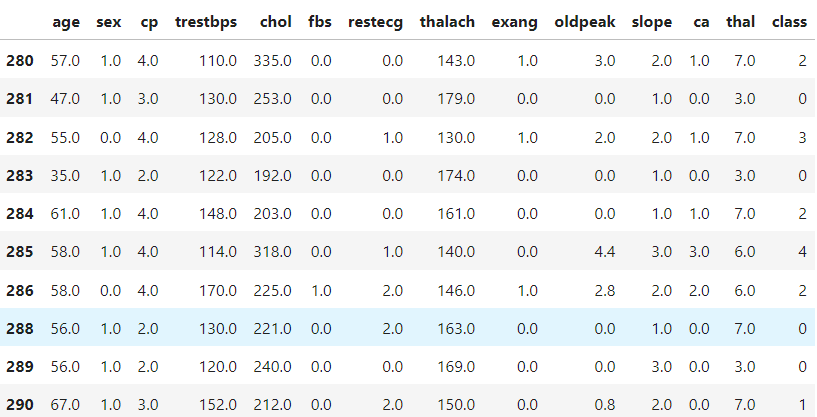 age sex cp trestbps chol fbs restecg thalach exang oldpeak slope ca thal class
280 57.0 1.0 4.0 110.0 335.0 0.0 0.0 143.0 1.0 3.0 2.0 1.0 7.0 2
281 47.0 1.0 3.0 130.0 253.0 0.0 0.0 179.0 0.0 0.0 1.0 0.0 3.0 0
282 55.0 0.0 4.0 128.0 205.0 0.0 1.0 130.0 1.0 2.0 2.0 1.0 7.0 3
283 35.0 1.0 2.0 122.0 192.0 0.0 0.0 174.0 0.0 0.0 1.0 0.0 3.0 0
284 61.0 1.0 4.0 148.0 203.0 0.0 0.0 161.0 0.0 0.0 1.0 1.0 7.0 2
285 58.0 1.0 4.0 114.0 318.0 0.0 1.0 140.0 0.0 4.4 3.0 3.0 6.0 4
286 58.0 0.0 4.0 170.0 225.0 1.0 2.0 146.0 1.0 2.8 2.0 2.0 6.0 2
288 56.0 1.0 2.0 130.0 221.0 0.0 2.0 163.0 0.0 0.0 1.0 0.0 7.0 0
289 56.0 1.0 2.0 120.0 240.0 0.0 0.0 169.0 0.0 0.0 3.0 0.0 3.0 0
290 67.0 1.0 3.0 152.0 212.0 0.0 2.0 150.0 0.0 0.8 2.0 0.0 7.0 1